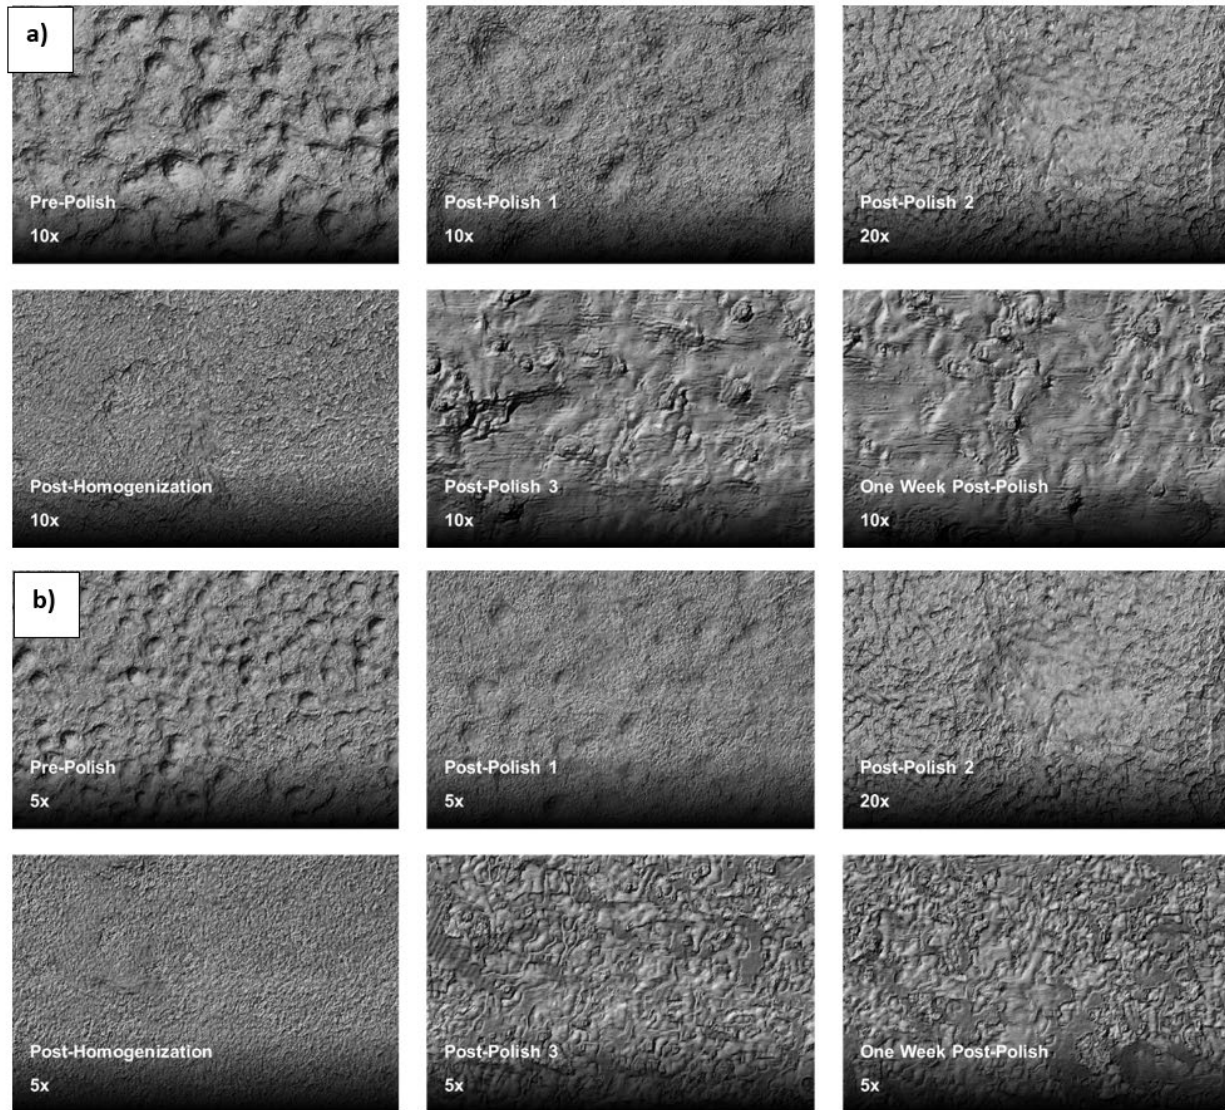 a)
Pre-Polish
10x
Post-Polish 1
10x
Post-Polish 2
20x
Post-Homogenization
10x
Post-Polish 3
10x
One Week Post-Polish
10x
b)
Pre-Polish
5x
Post-Polish 1
5x
Post-Polish 2
20x
Post-Homogenization
5x
Post-Polish 3
5x
One Week Post-Polish
5x